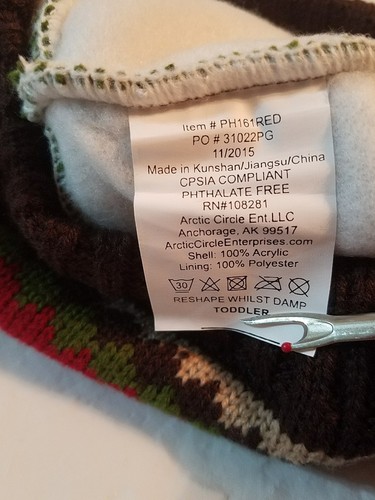 Item # PH161RED
PO # 31022PG
11/2015
Made in Kunshan/Jiangsu/China
CPSIA COMPLIANT
PHTHALATE FREE
RN#108281
Arctic Circle Ent.LLC
Anchorage, AK 99517
ArcticCircleEnterprises.com
Shell: 100% Acrylic
Lining: 100% Polyester
30
RESHAPE WHILST DAMP
TODDLER